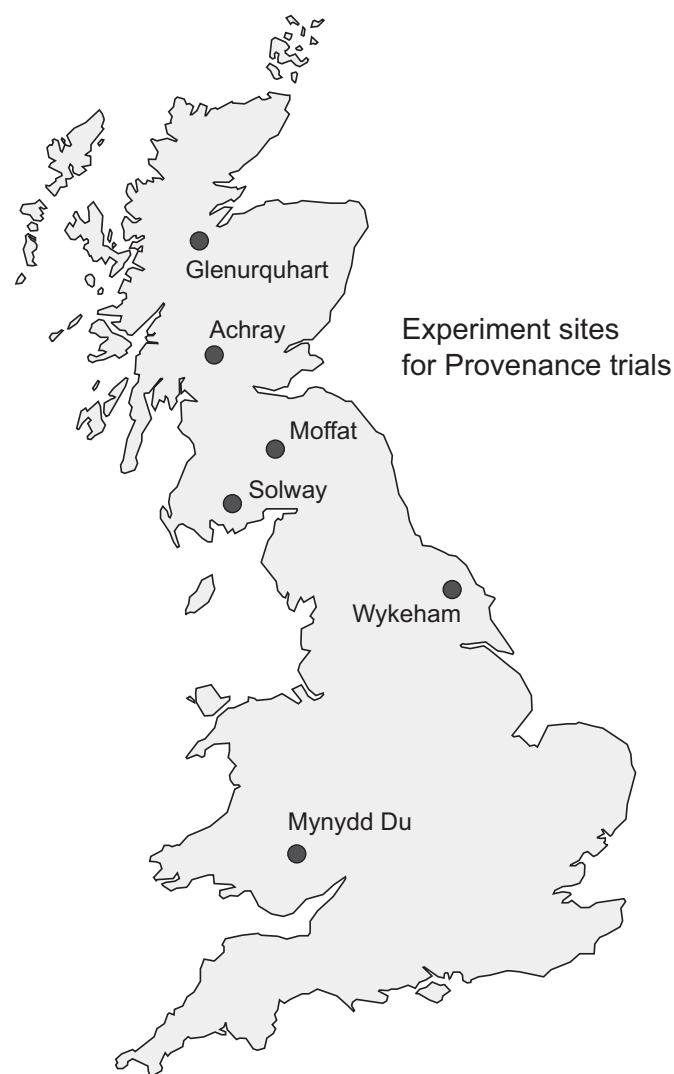 Glenurquhart
Achray
Experiment sites
for Provenance trials
Moffat
Solway
Wykeham
Mynydd Du